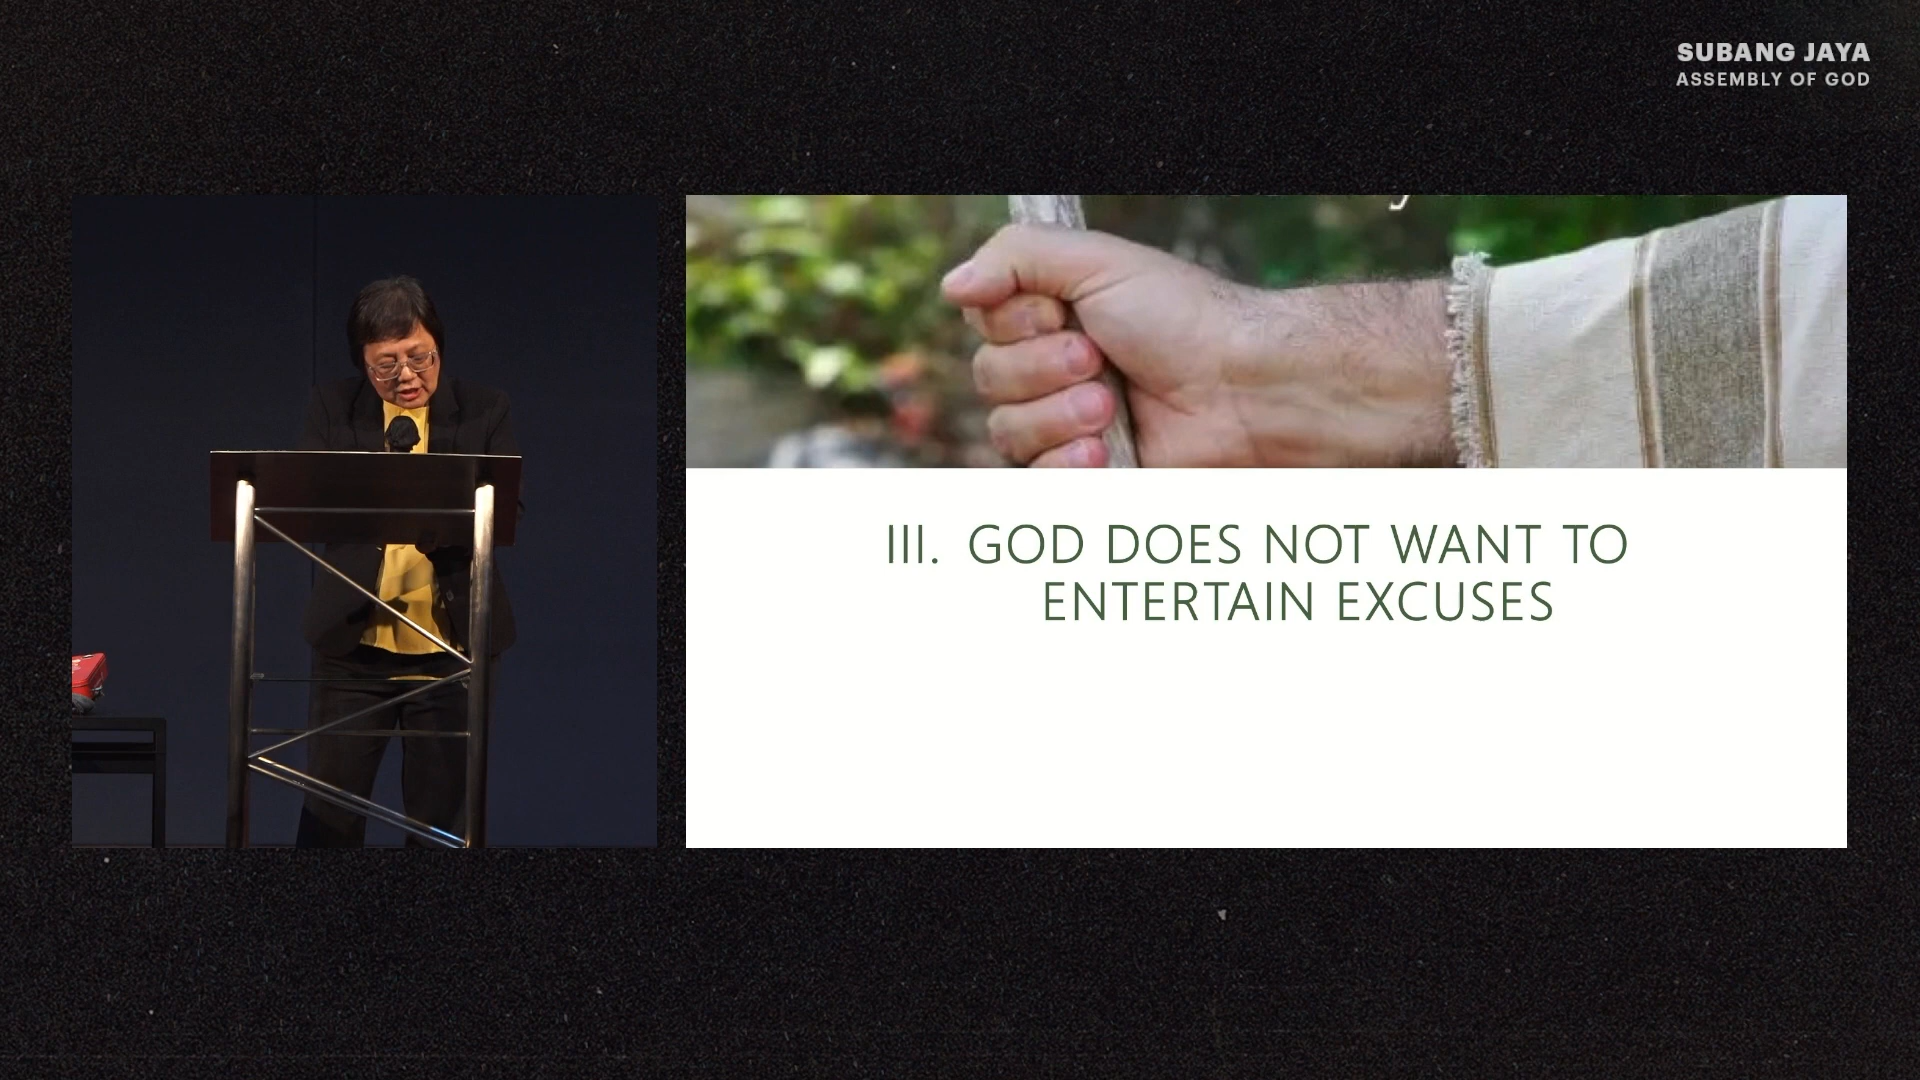 SUBANG JAYA
ASSEMBLY OF GOD
III. GOD DOES NOT WANT TO
ENTERTAIN EXCUSES